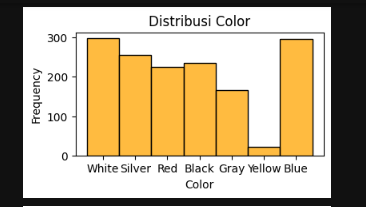 Distribusi Color
300
200
100
0
Frequency
White Silver Red Black Gray Yellow Blue
Color